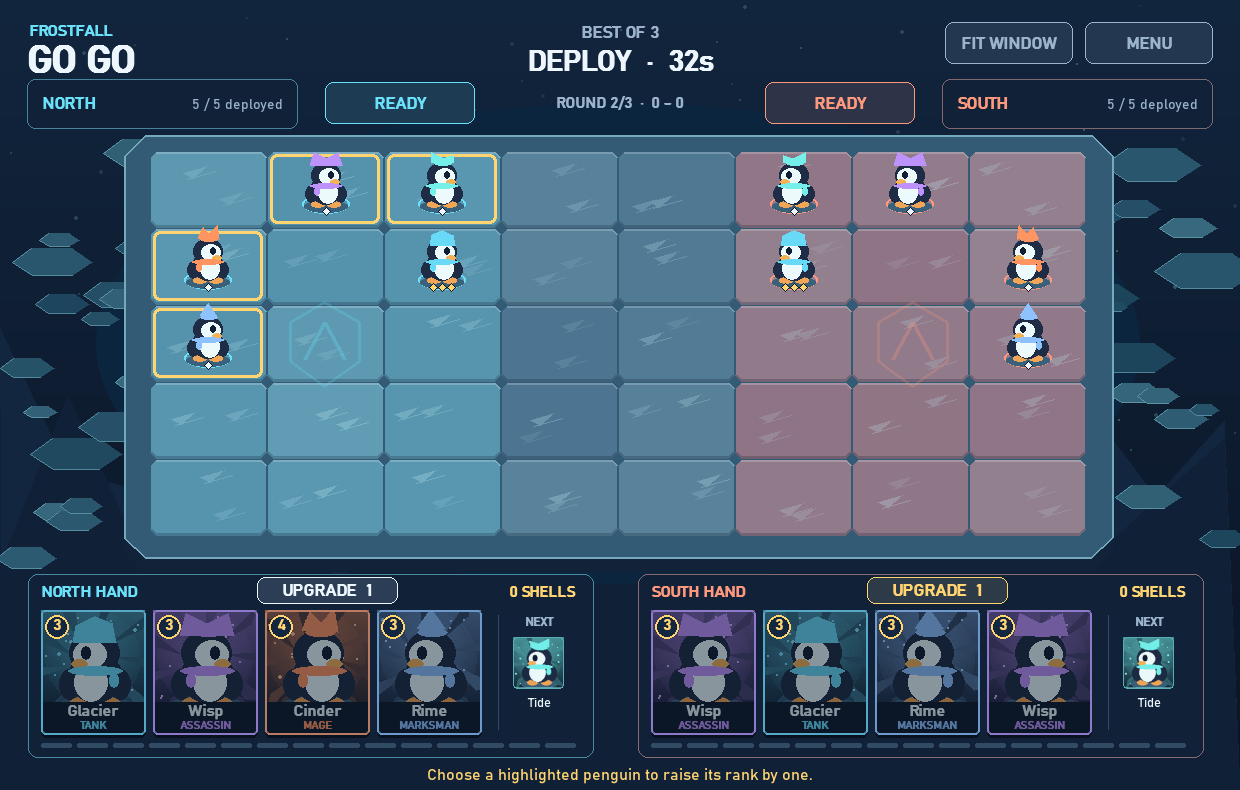 FROSTFALL
GO GO
BEST OF 3
DEPLOY · 32s
FIT WINDOW
MENU
NORTH
5 / 5 deployed
READY
ROUND 2/3 · 0 – 0
READY
SOUTH
5 / 5 deployed
NORTH HAND
UPGRADE 1
0 SHELLS
3
Glacier
TANK
3
Wisp
ASSASSIN
4
Cinder
MAGE
3
Rime
MARKSMAN
NEXT
Tide
SOUTH HAND
UPGRADE 1
0 SHELLS
3
Wisp
ASSASSIN
3
Glacier
TANK
3
Rime
MARKSMAN
3
Wisp
ASSASSIN
NEXT
Tide
Choose a highlighted penguin to raise its rank by one.